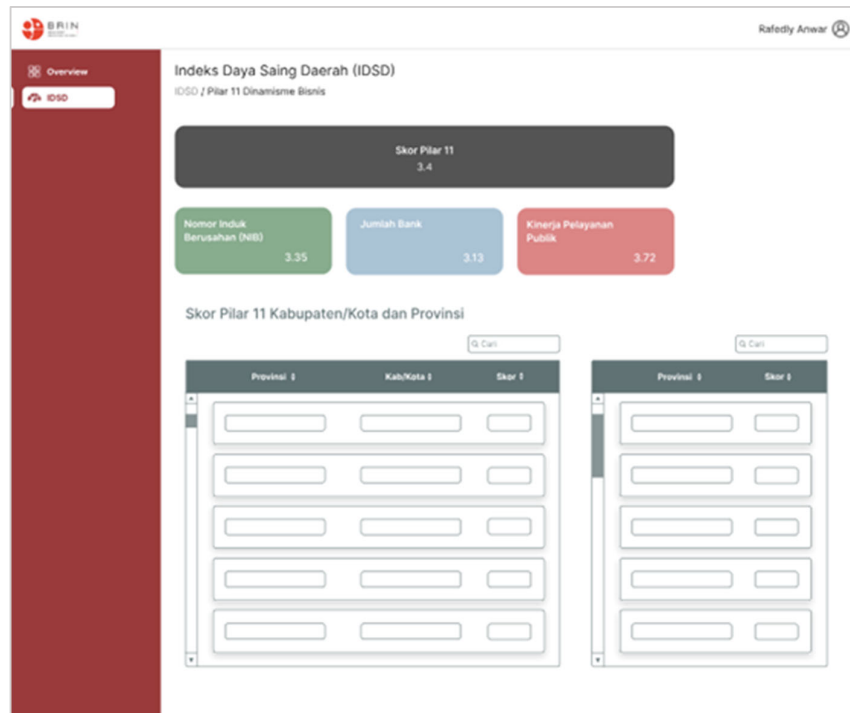 BRIN
Rafedly Anwar
Overview
IDSD
Indeks Daya Saing Daerah (IDSD)
IDSD / Pilar 11 Dinamisme Bisnis
Skor Pilar 11
3.4
Nomor Induk
Berusahan (NIB)
3.35
Jumlah Bank
3.13
Kinerja Pelayanan
Publik
3.72
Skor Pilar 11 Kabupaten/Kota dan Provinsi
Cari
Cari
Provinsi
Kab/Kota
Skor
Provinsi
Skor